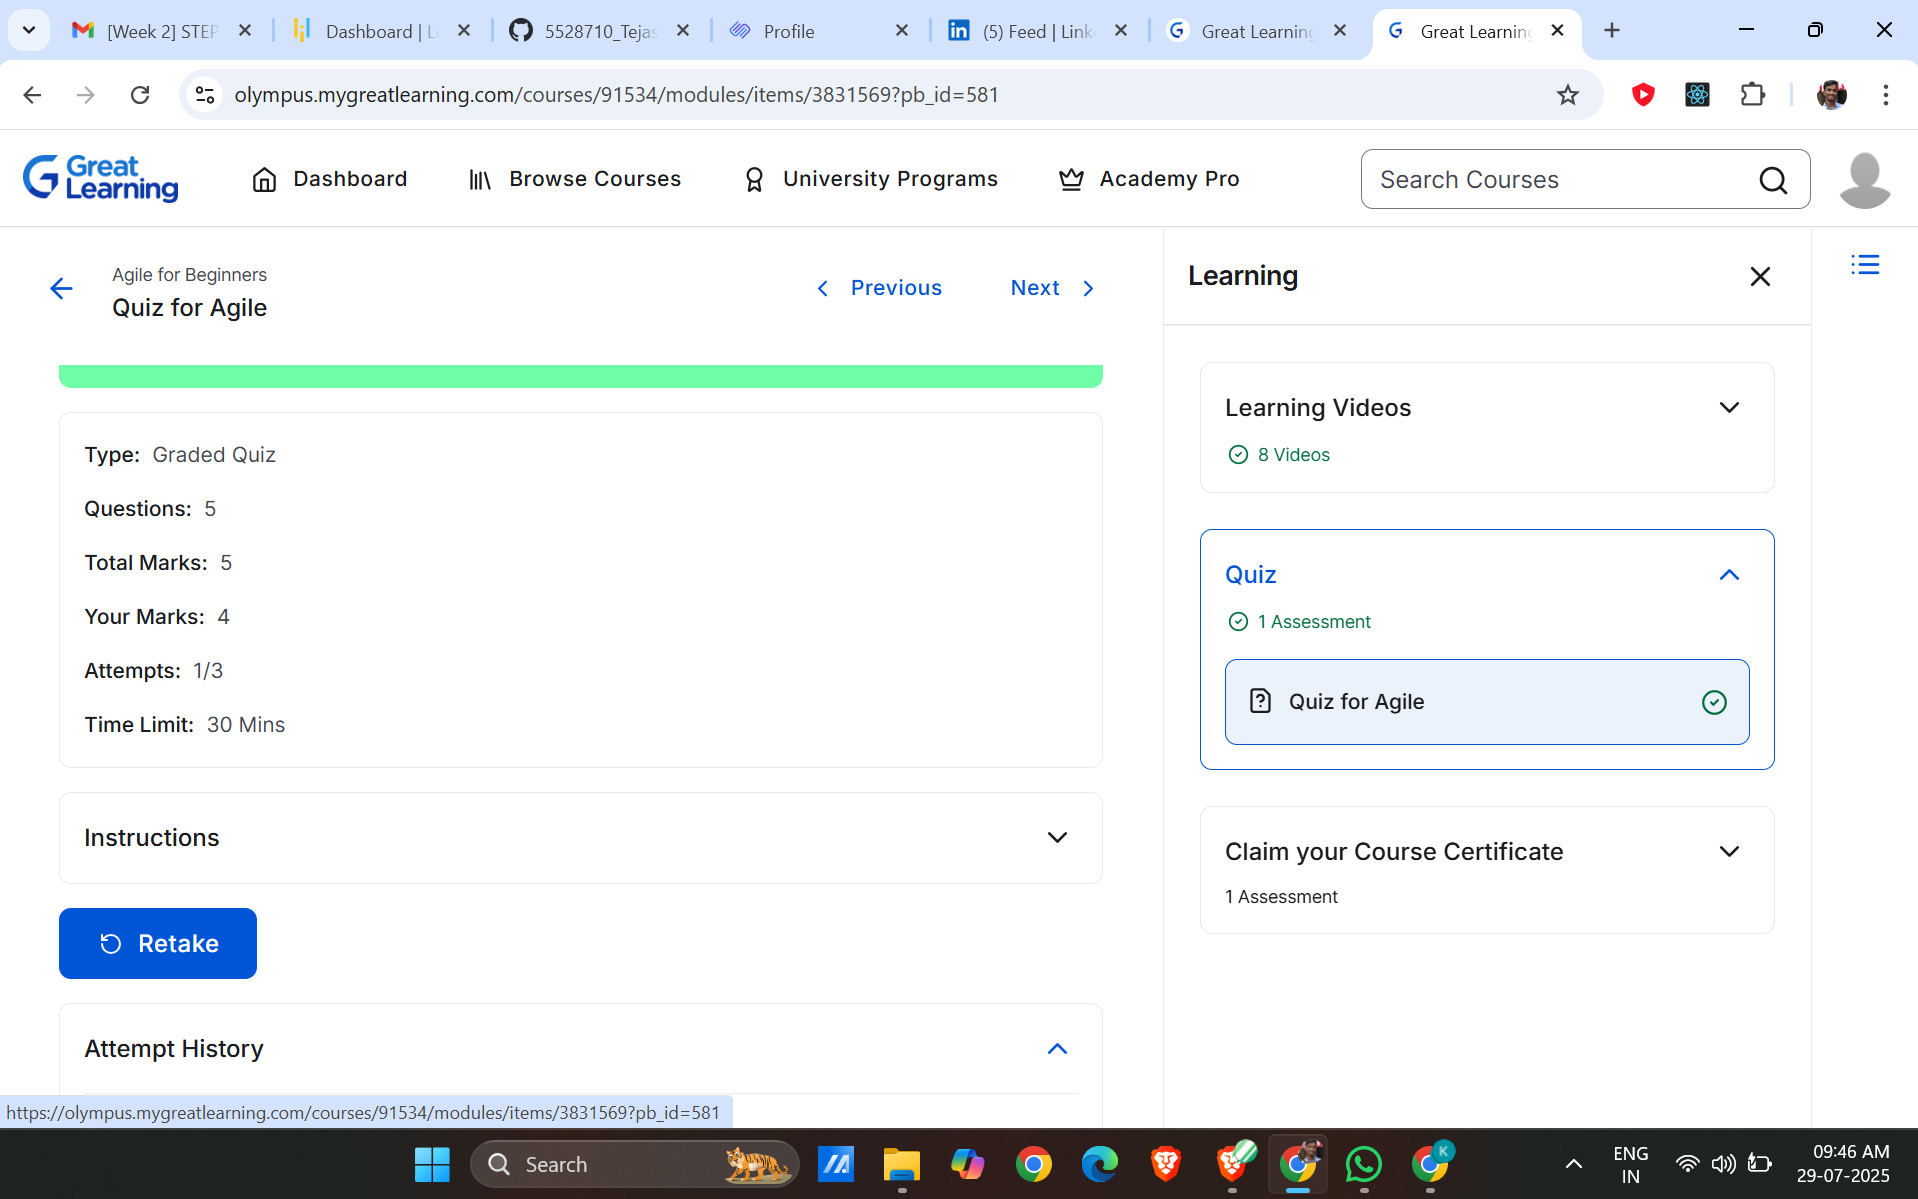 [Week 2] STEP
Dashboard | L
5528710_Tejas
Profile
(5) Feed | Link
Great Learning
Great Learning
olympus.mygreatlearning.com/courses/91534/modules/items/3831569?pb_id=581
Great Learning
Dashboard
Browse Courses
University Programs
Academy Pro
Search Courses
Agile for Beginners
Quiz for Agile
Previous
Next
Type: Graded Quiz
Questions: 5
Total Marks: 5
Your Marks: 4
Attempts: 1/3
Time Limit: 30 Mins
Instructions
Retake
Attempt History
Learning
Learning Videos
8 Videos
Quiz
1 Assessment
Quiz for Agile
Claim your Course Certificate
1 Assessment
https://olympus.mygreatlearning.com/courses/91534/modules/items/3831569?pb_id=581
Search
K
ENG
IN
09:46 AM
29-07-2025